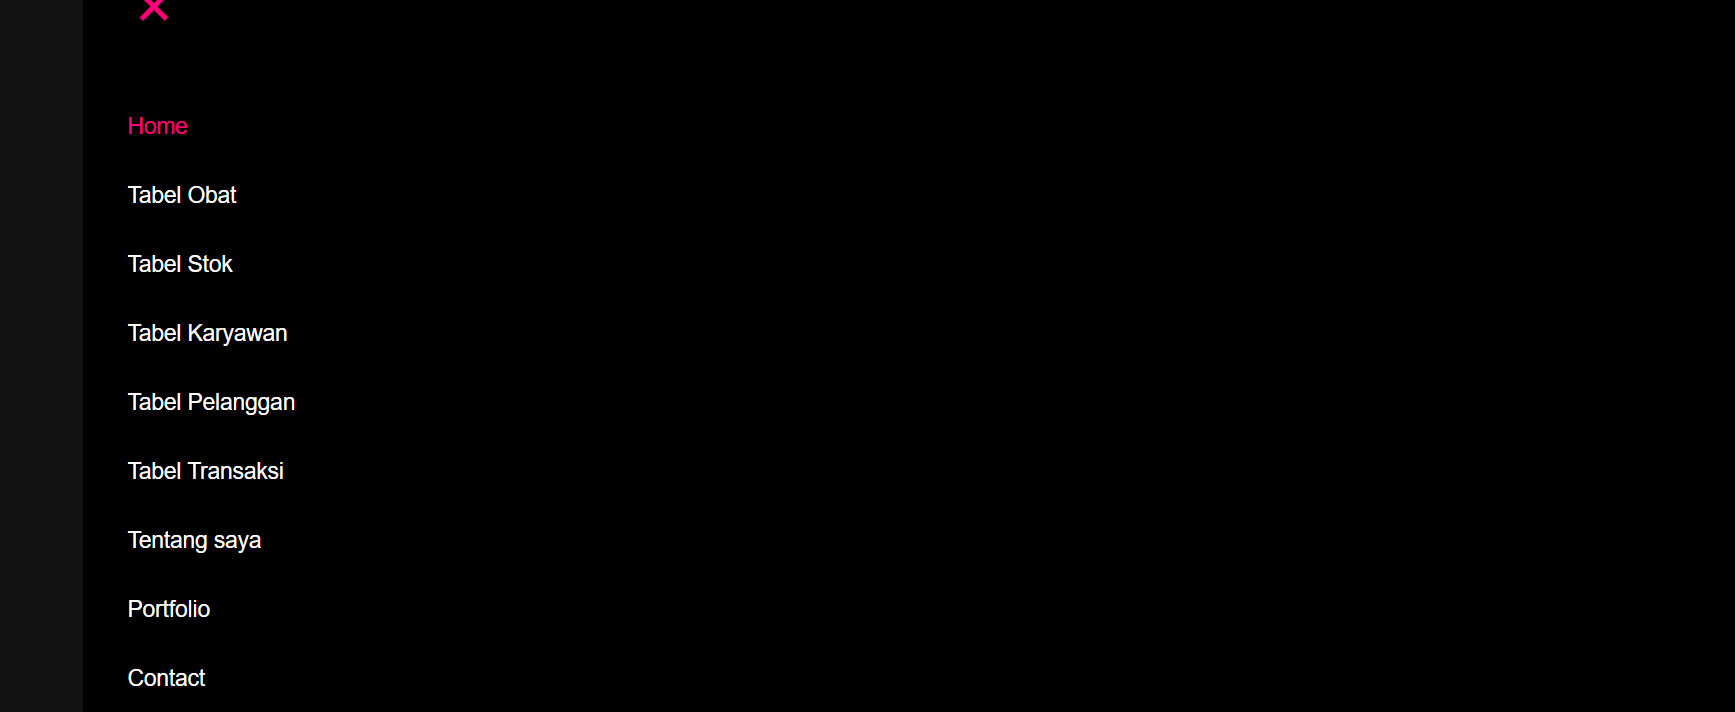 Home
Tabel Obat
Tabel Stok
Tabel Karyawan
Tabel Pelanggan
Tabel Transaksi
Tentang saya
Portfolio
Contact